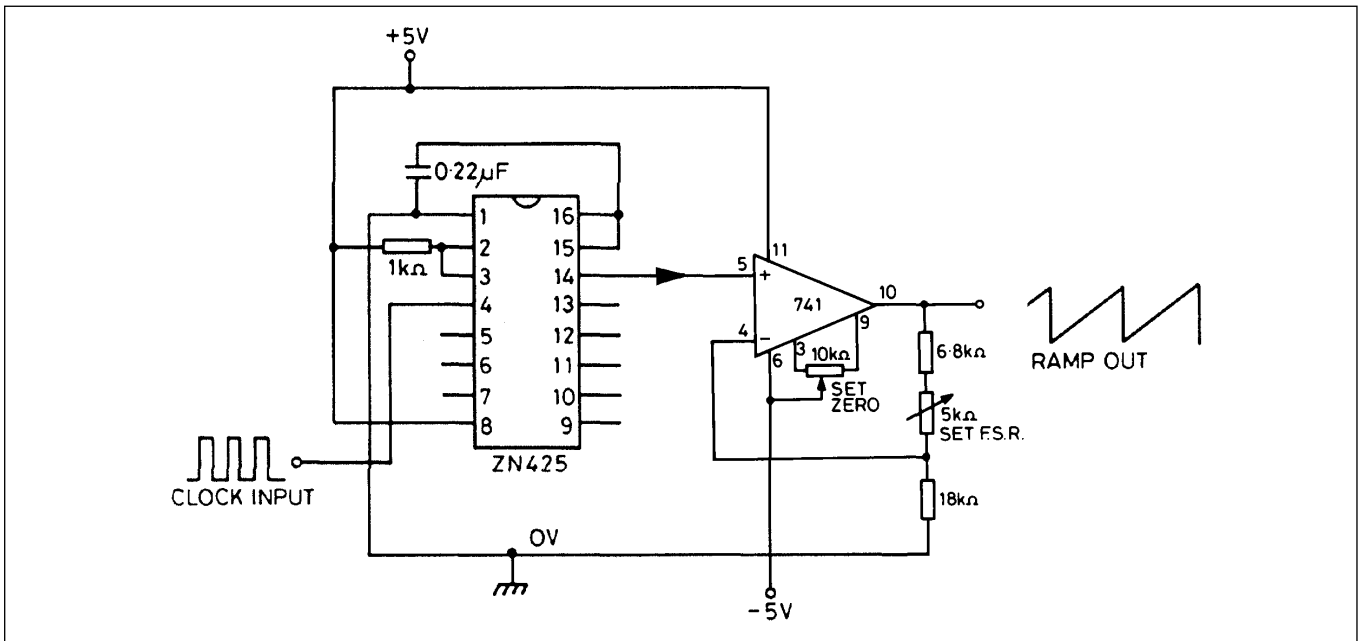 +5V
0·22µF
1
2
3
4
5
6
7
8
16
15
14
13
12
11
10
9
1kΩ
ZN425
CLOCK INPUT
0V
5
+
11
741
10
4
-
6
3
9
10kΩ
SET
ZERO
6·8kΩ
5kΩ
SET F.S.R.
18kΩ
-5V
RAMP OUT